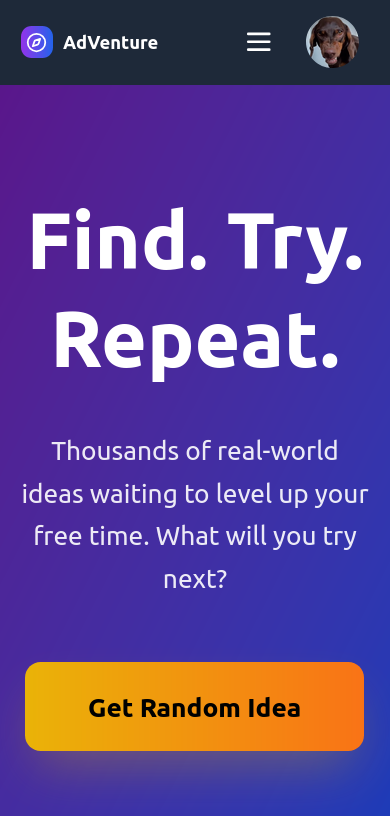 AdVenture
Find. Try.
Repeat.
Thousands of real-world
ideas waiting to level up your
free time. What will you try
next?
Get Random Idea